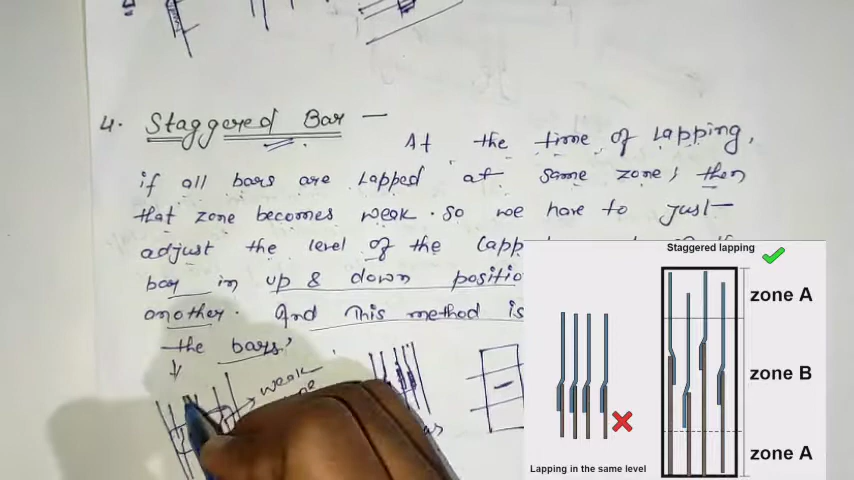 4. Staggered Bar —
At the time of Lapping,
if all bars are Lapped at same zone, then
that zone becomes weak. so we have to just
adjust the level of the
bar in up & down
another. And This method is
the bars'
weak
Staggered lapping
zone A
zone B
zone A
Lapping in the same level